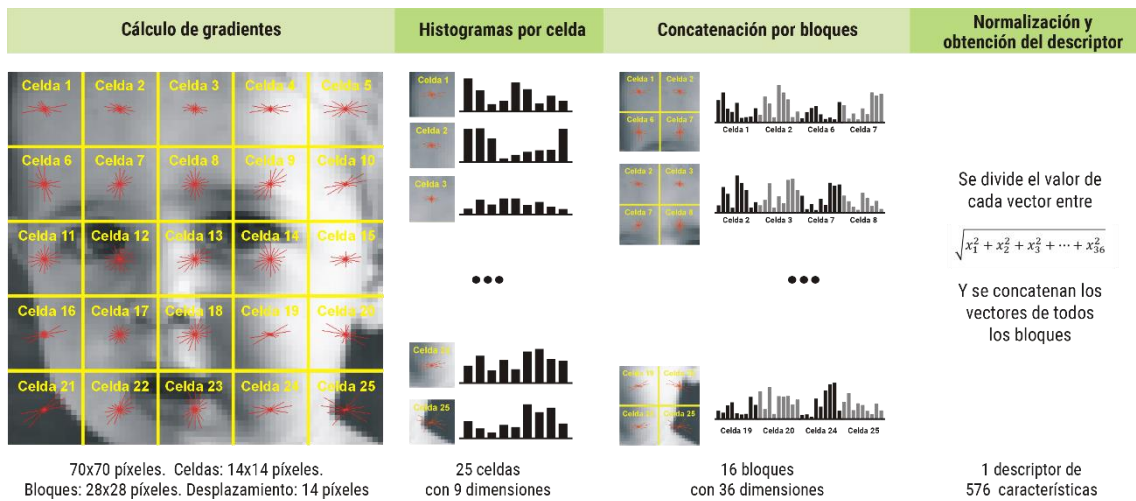 Cálculo de gradientes
Histogramas por celda
Concatenación por bloques
Normalización y
obtención del descriptor
Celda 1 Celda 2 Celda 3 Celda 4 Celda 5
Celda 6 Celda 7 Celda 8 Celda 9 Celda 10
Celda 11 Celda 12 Celda 13 Celda 14 Celda 15
Celda 16 Celda 17 Celda 18 Celda 19 Celda 20
Celda 21 Celda 22 Celda 23 Celda 24 Celda 25
70x70 píxeles. Celdas: 14x14 píxeles.
Bloques: 28x28 píxeles. Desplazamiento: 14 píxeles
Celda 1
Celda 2
Celda 3
...
Celda
Celda 25
25 celdas
con 9 dimensiones
Celda 1 Celda 2
Celda 6 Celda 7
Celda 1 Celda 2 Celda 6 Celda 7
Celda 2 Celda 3
Celda 7 Celda 8
Celda 2 Celda 3 Celda 7 Celda 8
...
Celda 19 Celda
Celda Celda 25
Celda 19 Celda 20 Celda 24 Celda 25
16 bloques
con 36 dimensiones
Se divide el valor de
cada vector entre
√x₁² + x₂² + x₃² + ⋯ + x₃₆²
Y se concatenan los
vectores de todos
los bloques
1 descriptor de
576 características